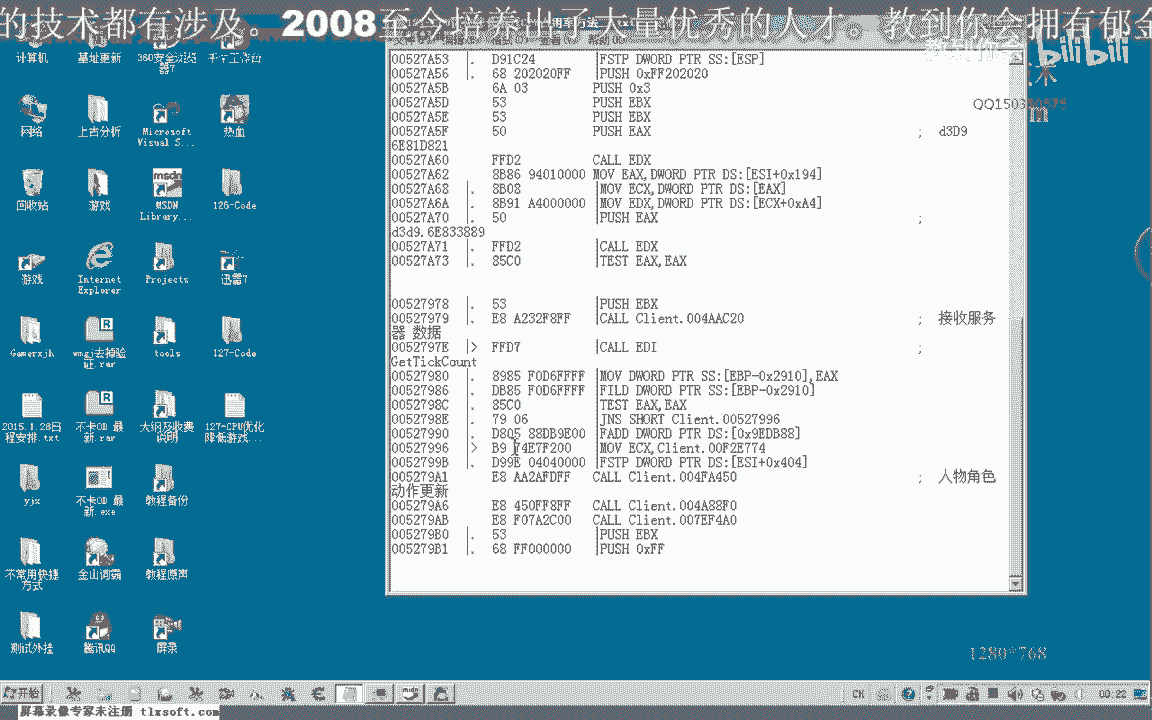 的技术都有涉及。2008至今培养出了大量优秀的人才。教到你会拥有郁金
bilibili
计算机
基址更新
360安全浏览器7
网络
上古分析
Microsoft Visual S...
热血
回收站
游戏
MSDN Library...
126-Code
游戏
Internet Explorer
Projects
迅雷7
Gamerxjh
wmgj去掉验证.rar
tools
127-Code
2015.1.28日程安排.txt
不卡OD 最新.rar
大纲及收费说明
127-CPU优化降低游戏...
yjx
不卡OD 最新.exe
教程备份
不常用快捷方式
金山词霸
教程原声
测试外挂
腾讯QQ
屏录
00527A53 |. D91C24 |FSTP DWORD PTR SS:[ESP]
00527A56 . 68 202020FF |PUSH 0xFF202020
00527A5B 6A 03 PUSH 0x3
00527A5D 53 PUSH EBX
00527A5E 53 PUSH EBX
00527A5F 50 PUSH EAX ; d3D9
6E81D821
00527A60 FFD2 CALL EDX
00527A62 8B86 94010000 MOV EAX,DWORD PTR DS:[ESI+0x194]
00527A68 |. 8B08 |MOV ECX,DWORD PTR DS:[EAX]
00527A6A |. 8B91 A4000000 |MOV EDX,DWORD PTR DS:[ECX+0xA4]
00527A70 |. 50 |PUSH EAX ;
d3d9.6E833889
00527A71 |. FFD2 |CALL EDX
00527A73 |. 85C0 |TEST EAX,EAX
00527978 |. 53 |PUSH EBX
00527979 |. E8 A232F8FF |CALL Client.004AAC20 ; 接收服务
器 数据
0052797E |> FFD7 |CALL EDI ;
GetTickCount
00527980 |. 8985 F0D6FFFF |MOV DWORD PTR SS:[EBP-0x2910],EAX
00527986 |. DB85 F0D6FFFF |FILD DWORD PTR SS:[EBP-0x2910]
0052798C |. 85C0 |TEST EAX,EAX
0052798E |. 79 06 |JNS SHORT Client.00527996
00527990 |. D805 88DB9E00 |FADD DWORD PTR DS:[0x9EDB88]
00527996 |> B9 74E7F200 |MOV ECX,Client.00F2E774
0052799B |. D99E 04040000 |FSTP DWORD PTR DS:[ESI+0x404]
005279A1 E8 AA2AFDFF CALL Client.004FA450 ; 人物角色
动作更新
005279A6 E8 450FF8FF CALL Client.004A88F0
005279AB E8 F07A2C00 CALL Client.007EF4A0
005279B0 |. 53 |PUSH EBX
005279B1 |. 68 FF000000 |PUSH 0xFF
1280*768
开始
CH
00:22
屏幕录像专家未注册 tlxsoft.com